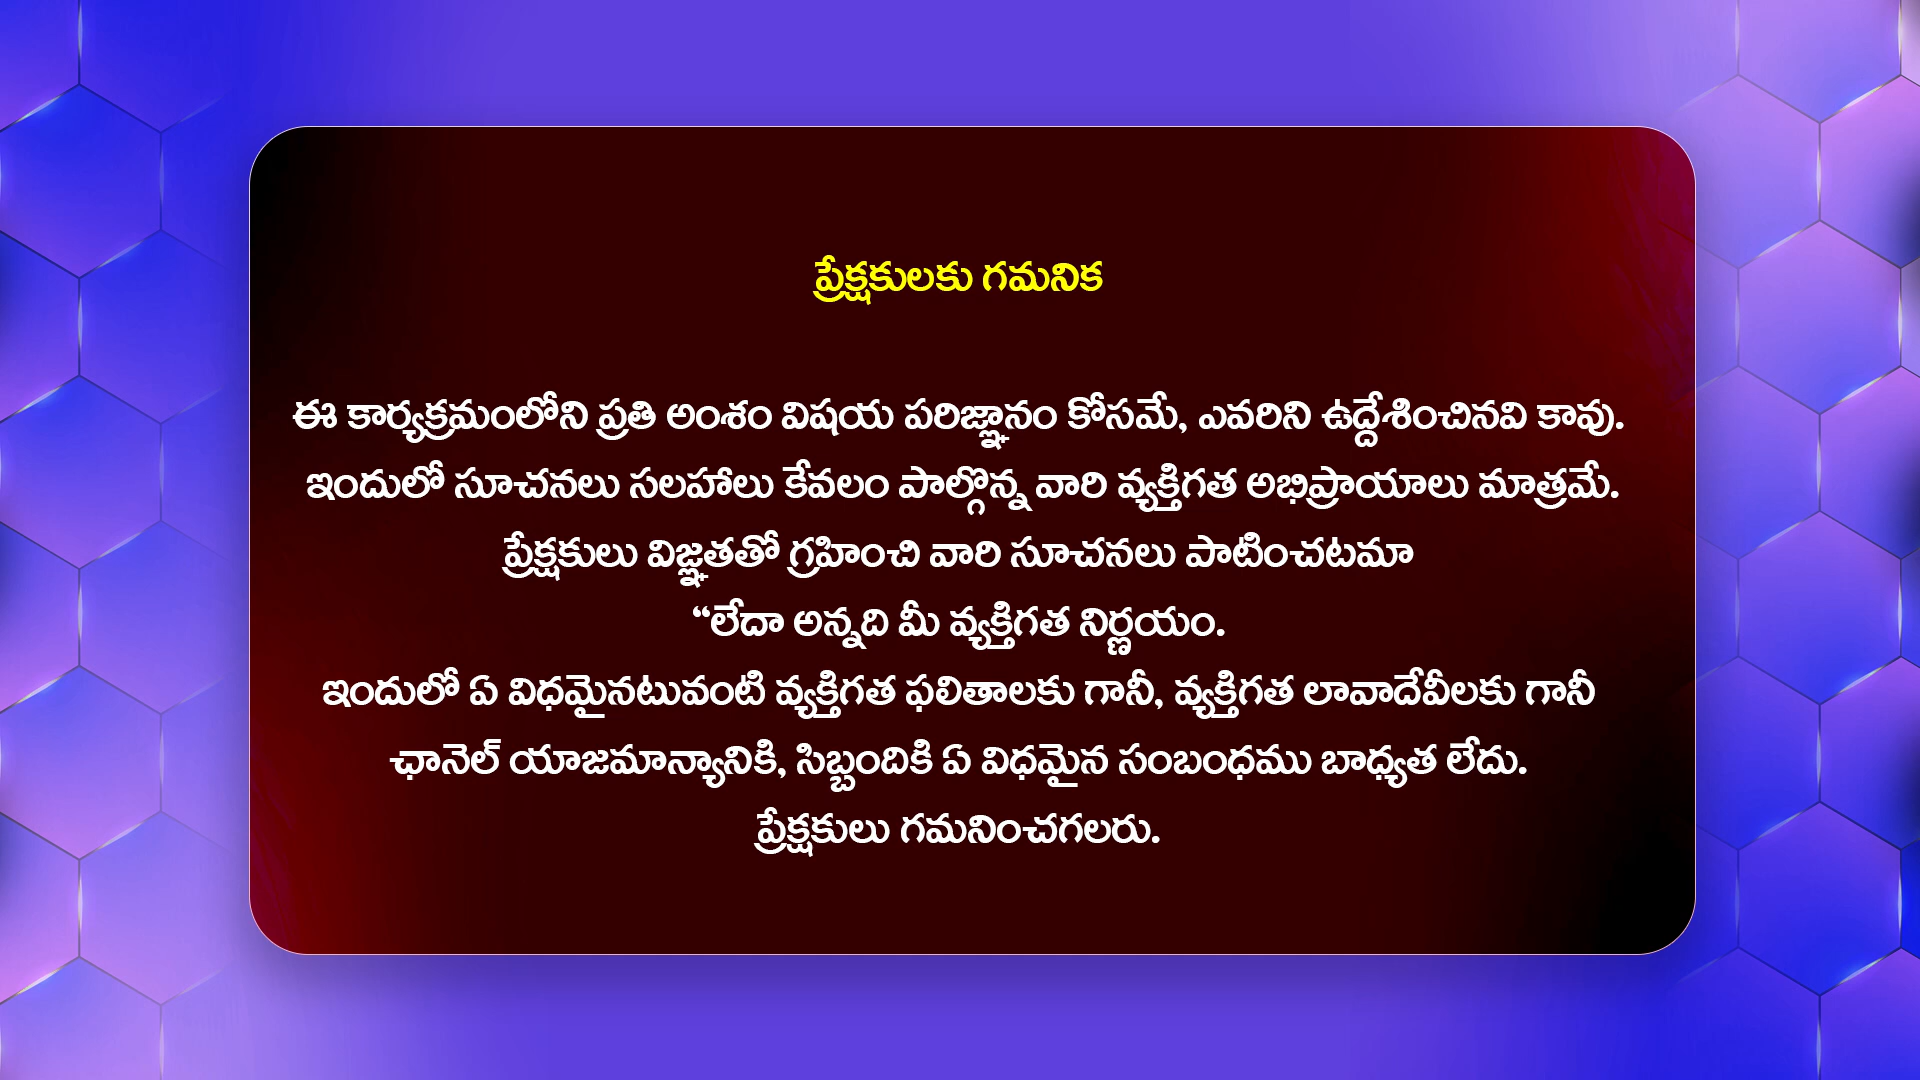 ప్రేక్షకులకు గమనిక
ఈ కార్యక్రమంలోని ప్రతి అంశం విషయ పరిజ్ఞానం కోసమే, ఎవరిని ఉద్దేశించినవి కావు.
ఇందులో సూచనలు సలహాలు కేవలం పాల్గొన్న వారి వ్యక్తిగత అభిప్రాయాలు మాత్రమే.
ప్రేక్షకులు విజ్ఞతతో గ్రహించి వారి సూచనలు పాటించటమా
“లేదా అన్నది మీ వ్యక్తిగత నిర్ణయం.
ఇందులో ఏ విధమైనటువంటి వ్యక్తిగత ఫలితాలకు గానీ, వ్యక్తిగత లావాదేవీలకు గానీ
ఛానెల్ యాజమాన్యానికి, సిబ్బందికి ఏ విధమైన సంబంధము బాధ్యత లేదు.
ప్రేక్షకులు గమనించగలరు.